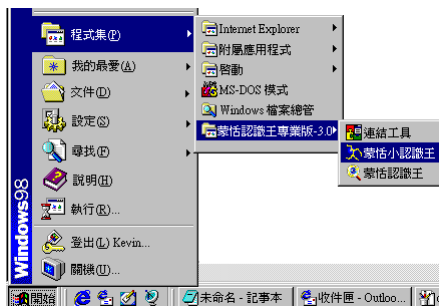 程式集(P)
我的最愛(A)
文件(D)
設定(S)
尋找(F)
說明(H)
執行(R)...
登出(L) Kevin...
關機(U)...
Windows98
Internet Explorer
附屬應用程式
啟動
MS-DOS 模式
Windows 檔案總管
蒙恬認識王專業版-3.0
連結工具
蒙恬小認識王
蒙恬認識王
開始
未命名 - 記事本
收件匣 - Outloo...